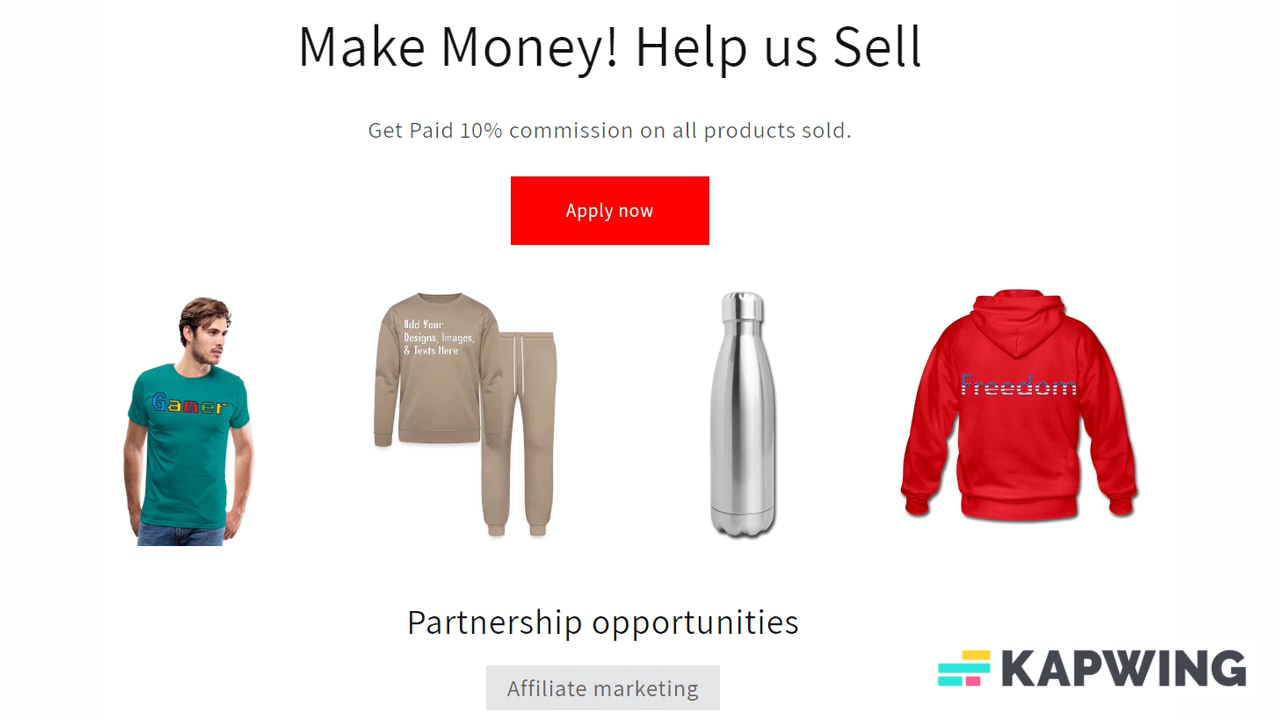 Make Money! Help us Sell
Get Paid 10% commission on all products sold.
Apply now
Gamer
Add Your
Designs, Images,
& Texts Here
Freedom
Partnership opportunities
Affiliate marketing
KAPWING